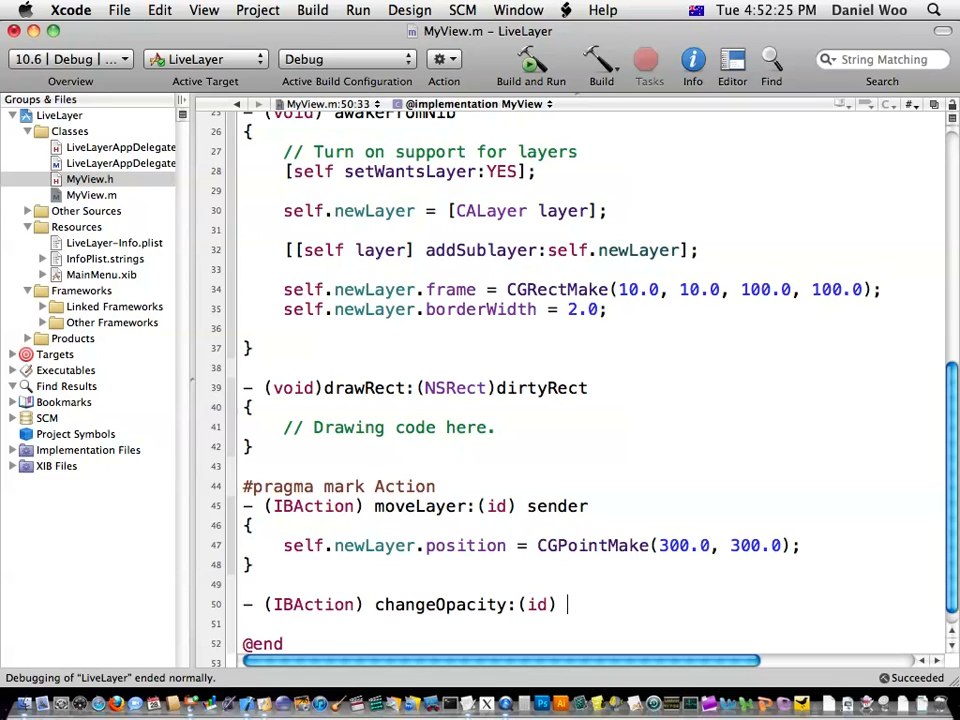 Xcode File Edit View Project Build Run Design SCM Window Help Tue 4:52:25 PM Daniel Woo
MyView.m - LiveLayer
10.6 | Debug | ... LiveLayer Debug String Matching
Overview Active Target Active Build Configuration Action Build and Run Build Tasks Info Editor Find Search
Groups & Files
MyView.m:50:33 @implementation MyView
LiveLayer
Classes
LiveLayerAppDelegate
LiveLayerAppDelegate
MyView.h
MyView.m
Other Sources
Resources
LiveLayer-Info.plist
InfoPlist.strings
MainMenu.xib
Frameworks
Linked Frameworks
Other Frameworks
Products
Targets
Executables
Find Results
Bookmarks
SCM
Project Symbols
Implementation Files
XIB Files
25 - (void) awakeFromNib
26 {
27 // Turn on support for layers
28 [self setWantsLayer:YES];
29
30 self.newLayer = [CALayer layer];
31
32 [[self layer] addSublayer:self.newLayer];
33
34 self.newLayer.frame = CGRectMake(10.0, 10.0, 100.0, 100.0);
35 self.newLayer.borderWidth = 2.0;
36
37 }
38
39 - (void)drawRect:(NSRect)dirtyRect
40 {
41 // Drawing code here.
42 }
43
44 #pragma mark Action
45 - (IBAction) moveLayer:(id) sender
46 {
47 self.newLayer.position = CGPointMake(300.0, 300.0);
48 }
49
50 - (IBAction) changeOpacity:(id)
51
52 @end
53
Debugging of “LiveLayer” ended normally. Succeeded